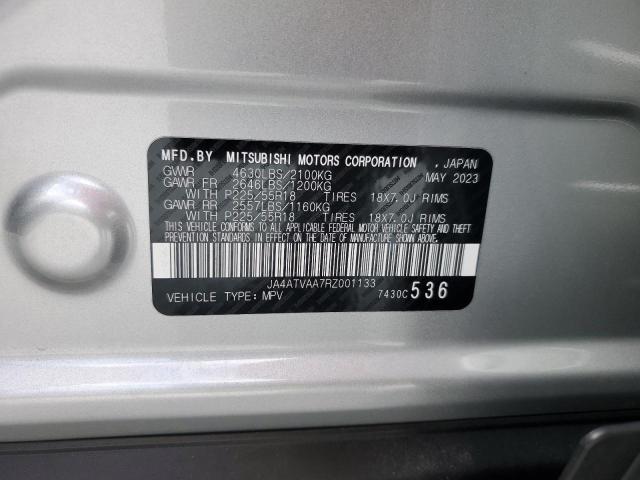 MFD.BY MITSUBISHI MOTORS CORPORATION , JAPAN
GVWR 4630LBS/2100KG MAY 2023
GAWR FR 2646LBS/1200KG
WITH P225/55R18 TIRES 18X7.0J RIMS
GAWR RR 2557LBS/1160KG
WITH P225/55R18 TIRES 18X7.0J RIMS
THIS VEHICLE CONFORMS TO ALL APPLICABLE FEDERAL MOTOR VEHICLE SAFETY AND THEFT
PREVENTION STANDARDS IN EFFECT ON THE DATE OF MANUFACTURE SHOWN ABOVE.
JA4ATVAA7RZ001133
VEHICLE TYPE:MPV 7430C 536